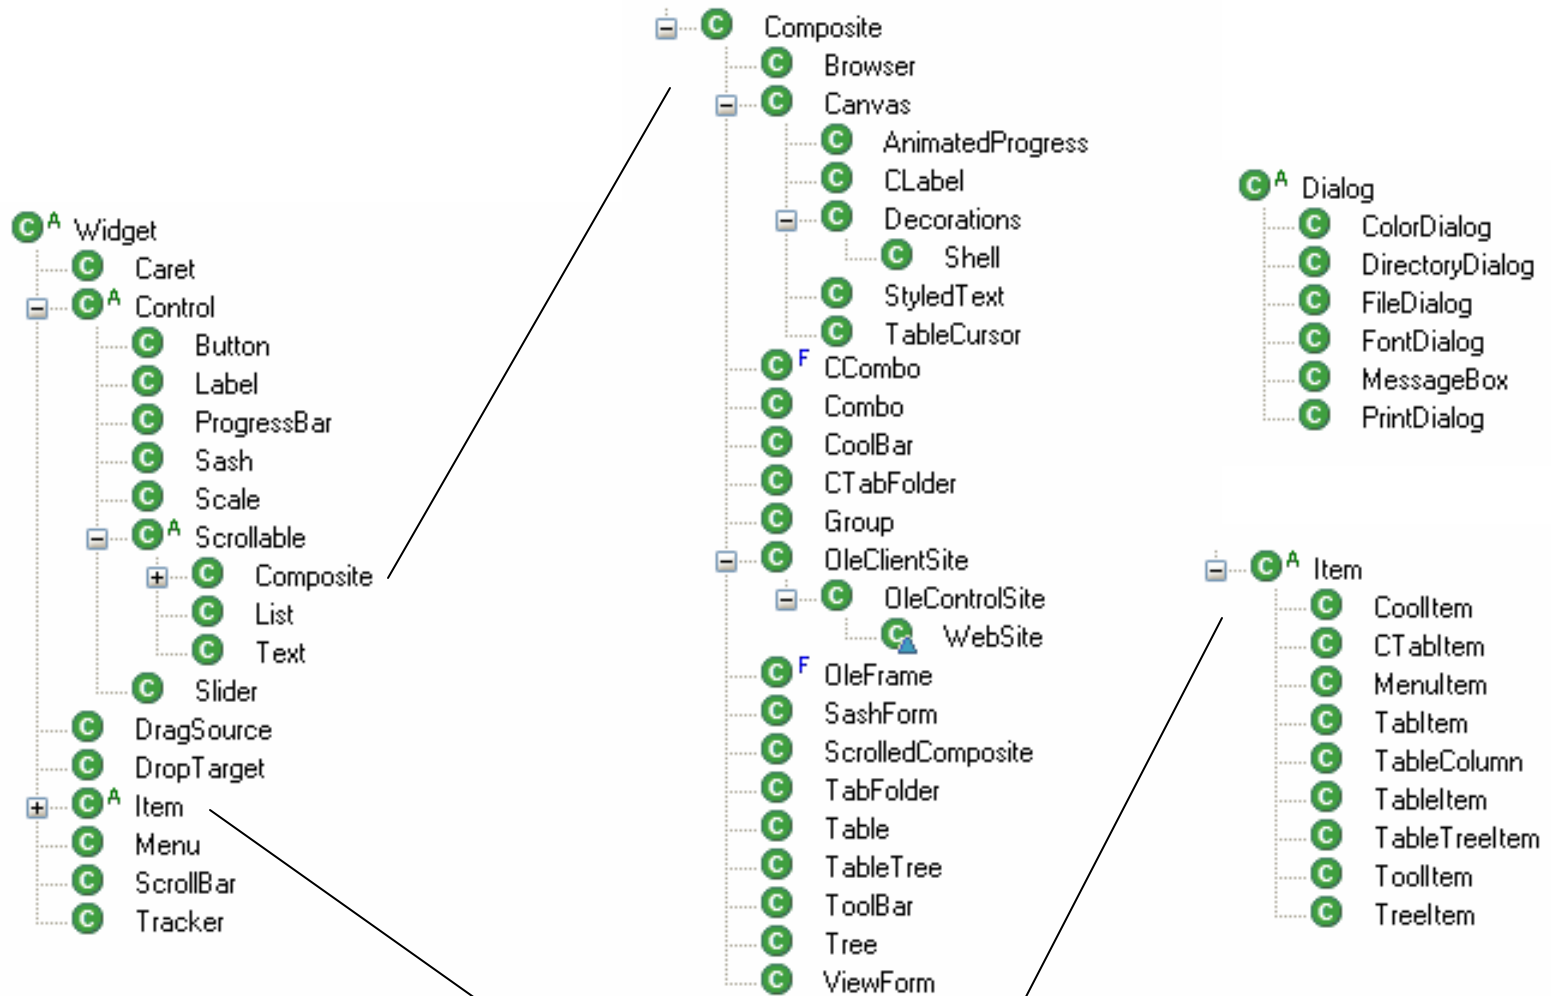 Widget
Caret
Control
Button
Label
ProgressBar
Sash
Scale
Scrollable
Composite
List
Text
Slider
DragSource
DropTarget
Item
Menu
ScrollBar
Tracker
Composite
Browser
Canvas
AnimatedProgress
CLabel
Decorations
Shell
StyledText
TableCursor
CCombo
Combo
CoolBar
CTabFolder
Group
OleClientSite
OleControlSite
WebSite
OleFrame
SashForm
ScrolledComposite
TabFolder
Table
TableTree
ToolBar
Tree
ViewForm
Dialog
ColorDialog
DirectoryDialog
FileDialog
FontDialog
MessageBox
PrintDialog
Item
CoolItem
CTabItem
MenuItem
TabItem
TableColumn
TableItem
TableTreeItem
ToolItem
TreeItem